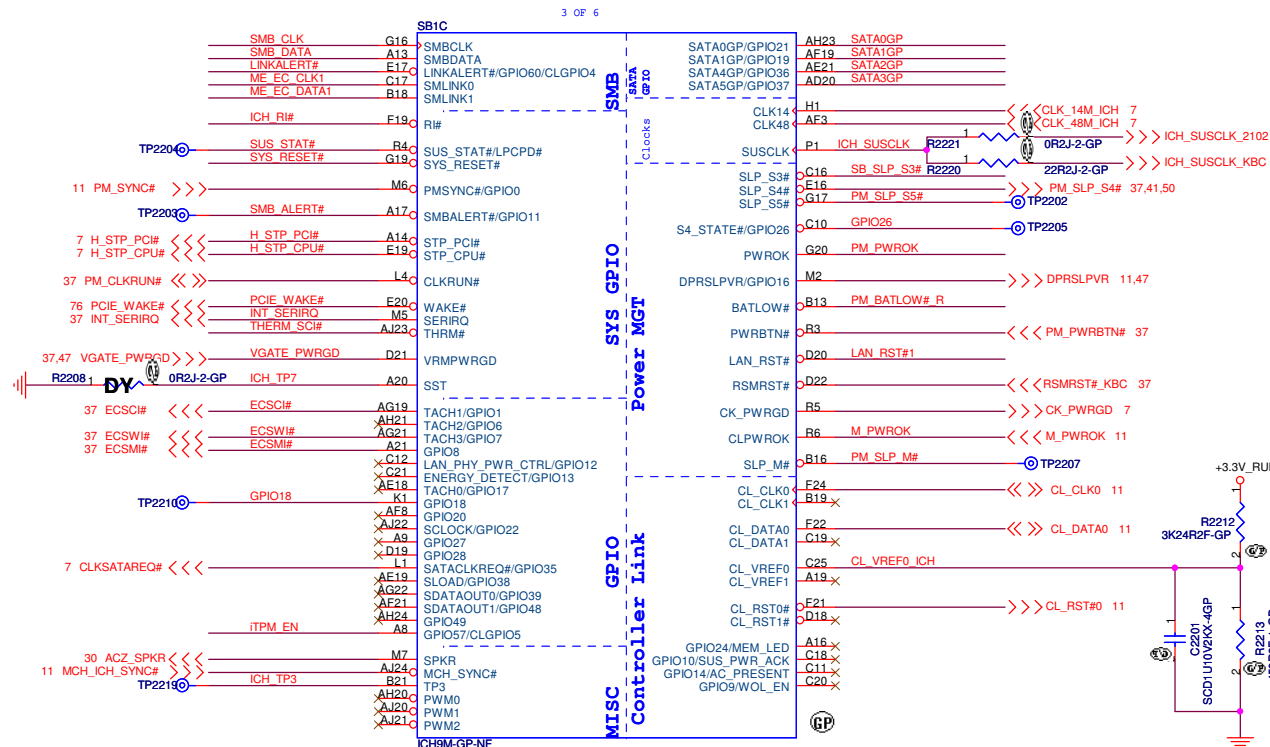 3 OF 6
SB1C
SMB_CLK G16 SMBCLK
SMB_DATA A13 SMBDATA
LINKALERT# E17 LINKALERT#/GPIO60/CLGPIO4
ME_EC_CLK1 C17 SMLINK0
ME_EC_DATA1 B18 SMLINK1
ICH_RI# F19 RI#
TP2204 SUS_STAT# R4 SUS_STAT#/LPCPD#
SYS_RESET# G19 SYS_RESET#
11 PM_SYNC# M6 PMSYNC#/GPIO0
TP2203 SMB_ALERT# A17 SMBALERT#/GPIO11
7 H_STP_PCI# H_STP_PCI# A14 STP_PCI#
7 H_STP_CPU# H_STP_CPU# E19 STP_CPU#
37 PM_CLKRUN# L4 CLKRUN#
76 PCIE_WAKE# PCIE_WAKE# E20 WAKE#
37 INT_SERIRQ INT_SERIRQ M5 SERIRQ
THERM_SCI# AJ23 THRM#
37,47 VGATE_PWRGD VGATE_PWRGD D21 VRMPWRGD
R2208 1 DY 0R2J-2-GP ICH_TP7 A20 SST
37 ECSCI# ECSCI# AG19 TACH1/GPIO1
AH21 TACH2/GPIO6
37 ECSWI# ECSWI# AG21 TACH3/GPIO7
37 ECSMI# ECSMI# A21 GPIO8
C12 LAN_PHY_PWR_CTRL/GPIO12
C21 ENERGY_DETECT/GPIO13
AE18 TACH0/GPIO17
TP2210 GPIO18 K1 GPIO18
AF8 GPIO20
AJ22 SCLOCK/GPIO22
A9 GPIO27
D19 GPIO28
7 CLKSATAREQ# L1 SATACLKREQ#/GPIO35
AE19 SLOAD/GPIO38
AG22 SDATAOUT0/GPIO39
AF21 SDATAOUT1/GPIO48
AH24 GPIO49
iTPM_EN A8 GPIO57/CLGPIO5
30 ACZ_SPKR M7 SPKR
11 MCH_ICH_SYNC# AJ24 MCH_SYNC#
TP2219 ICH_TP3 B21 TP3
AH20 PWM0
AJ20 PWM1
AJ21 PWM2
ICH9M-GP-NF
SMB
SATA
GPIO
Clocks
SYS GPIO
Power MGT
GPIO
Controller Link
MISC
SATA0GP/GPIO21 AH23 SATA0GP
SATA1GP/GPIO19 AF19 SATA1GP
SATA4GP/GPIO36 AE21 SATA2GP
SATA5GP/GPIO37 AD20 SATA3GP
CLK14 H1 CLK_14M_ICH 7
CLK48 AF3 CLK_48M_ICH 7
R2221 1 0R2J-2-GP ICH_SUSCLK_2102
SUSCLK P1 ICH_SUSCLK
R2220 1 22R2J-2-GP ICH_SUSCLK_KBC
SLP_S3# C16 SB_SLP_S3#
SLP_S4# E16 PM_SLP_S4# 37,41,50
SLP_S5# G17 PM_SLP_S5# TP2202
S4_STATE#/GPIO26 C10 GPIO26 TP2205
PWROK G20 PM_PWROK
DPRSLPVR/GPIO16 M2 DPRSLPVR 11,47
BATLOW# B13 PM_BATLOW#_R
PWRBTN# R3 PM_PWRBTN# 37
LAN_RST# D20 LAN_RST#1
RSMRST# D22 RSMRST#_KBC 37
CK_PWRGD R5 CK_PWRGD 7
CLPWROK R6 M_PWROK 11
SLP_M# B16 PM_SLP_M# TP2207
CL_CLK0 F24 CL_CLK0 11
CL_CLK1 B19
CL_DATA0 F22 CL_DATA0 11
CL_DATA1 C19
CL_VREF0 C25 CL_VREF0_ICH
CL_VREF1 A19
CL_RST0# F21 CL_RST#0 11
CL_RST1# D18
GPIO24/MEM_LED A16
GPIO10/SUS_PWR_ACK C18
GPIO14/AC_PRESENT C11
GPIO9/WOL_EN C20
GP
1
R2212
3K24R2F-GP
2
1
C2201
SCD1U10V2KX-4GP
2
1
R2213
2